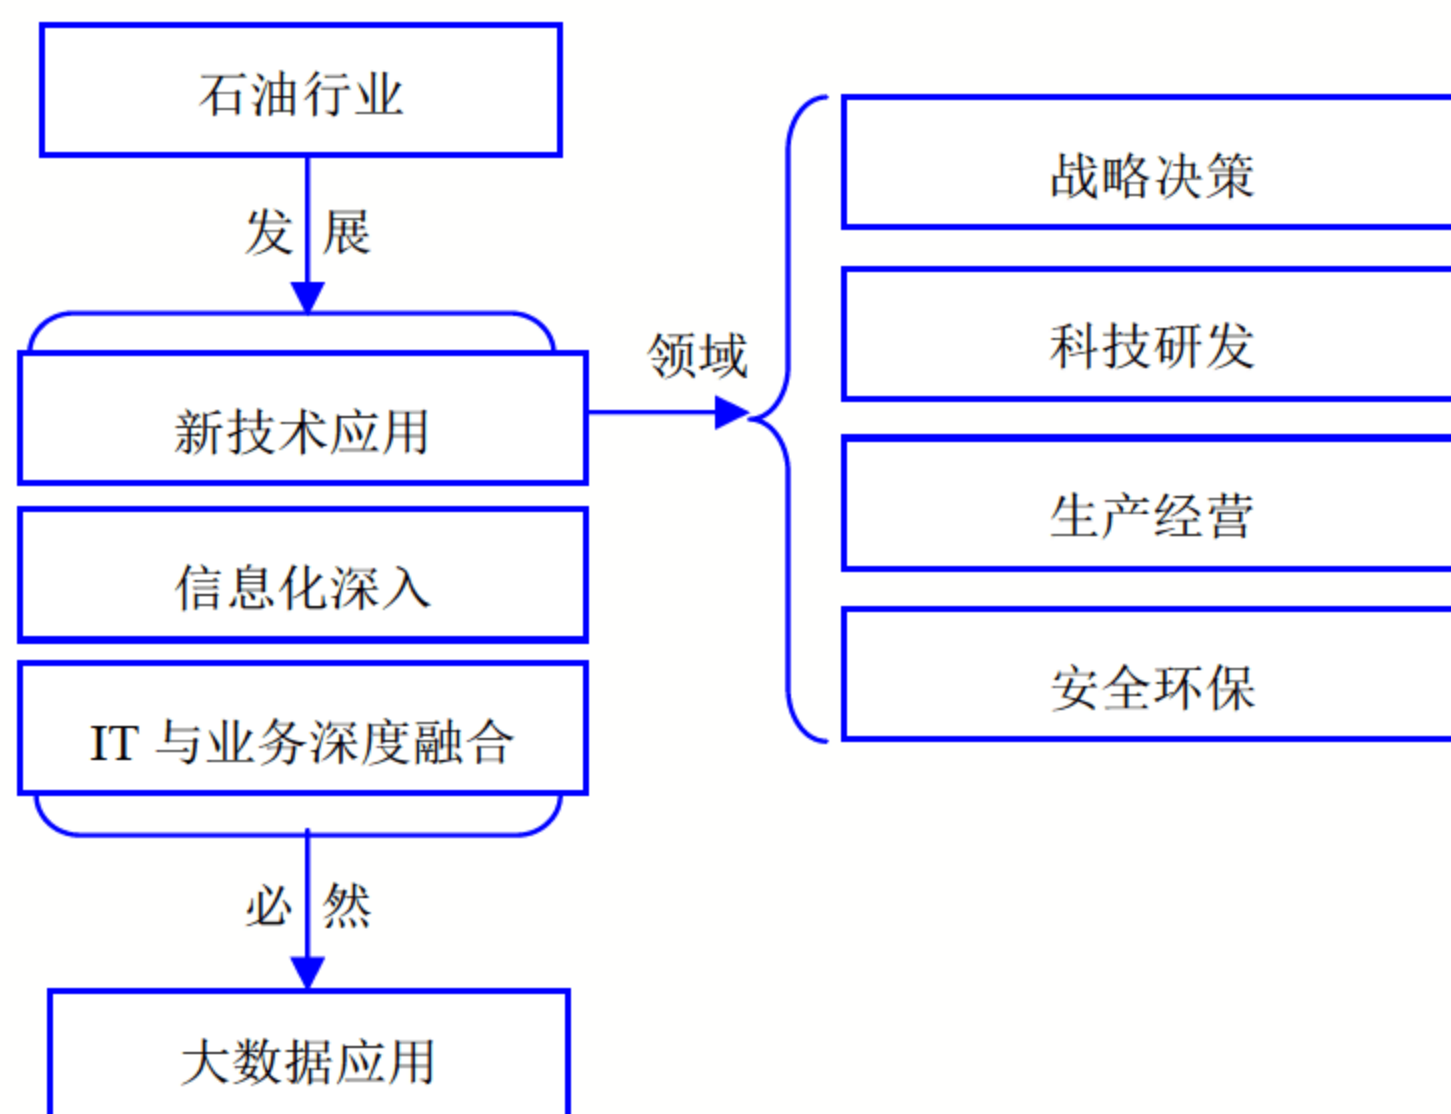 石油行业
发展
新技术应用
信息化深入
IT 与业务深度融合
必然
大数据应用
领域
战略决策
科技研发
生产经营
安全环保